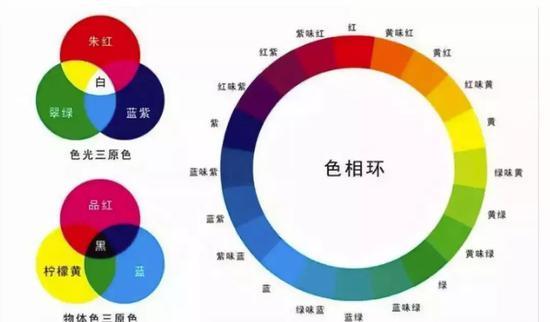 朱红
白
翠绿
蓝紫
色光三原色
品红
黑
柠檬黄
蓝
物体色三原色
色相环
红
黄味红
黄红
红味黄
黄
绿味黄
黄绿
黄味绿
绿
蓝味绿
蓝绿
绿味蓝
蓝
紫味蓝
蓝紫
蓝味紫
紫
红味紫
红紫
紫味红